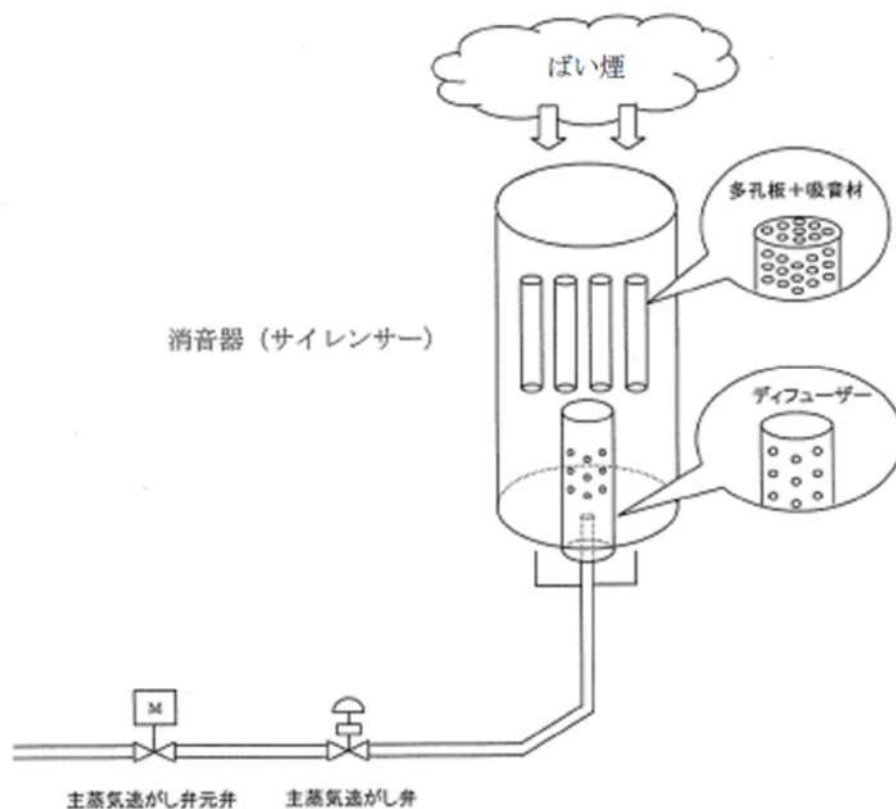 ばい煙
多孔板+吸音材
消音器(サイレンサー)
ディフューザー
M
主蒸気逃がし弁元弁
主蒸気逃がし弁